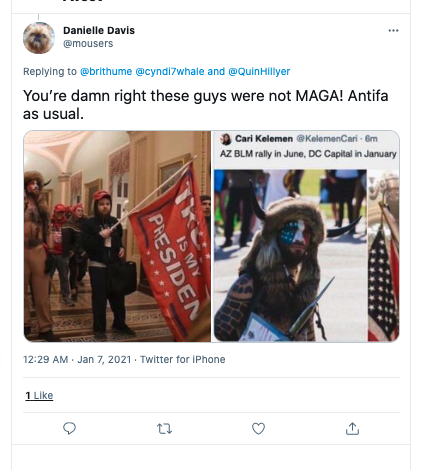 Danielle Davis
@mousers
Replying to @brithume @cyndi7whale and @QuinHillyer
You’re damn right these guys were not MAGA! Antifa
as usual.
Cari Kelemen @KelemenCari · 6m
AZ BLM rally in June, DC Capital in January
IS MY
PRESIDEN
12:29 AM · Jan 7, 2021 · Twitter for iPhone
1 Like